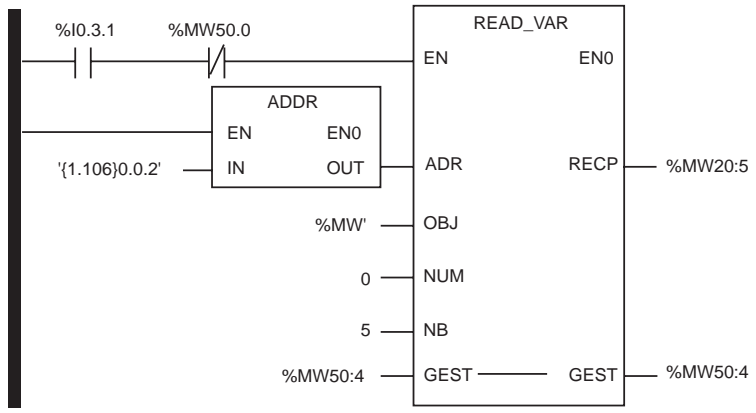 READ_VAR
%I0.3.1 %MW50.0
EN EN0
ADDR
EN EN0
'{1.106}0.0.2' IN OUT ADR RECP %MW20:5
%MW' OBJ
0 NUM
5 NB
%MW50:4 GEST GEST %MW50:4